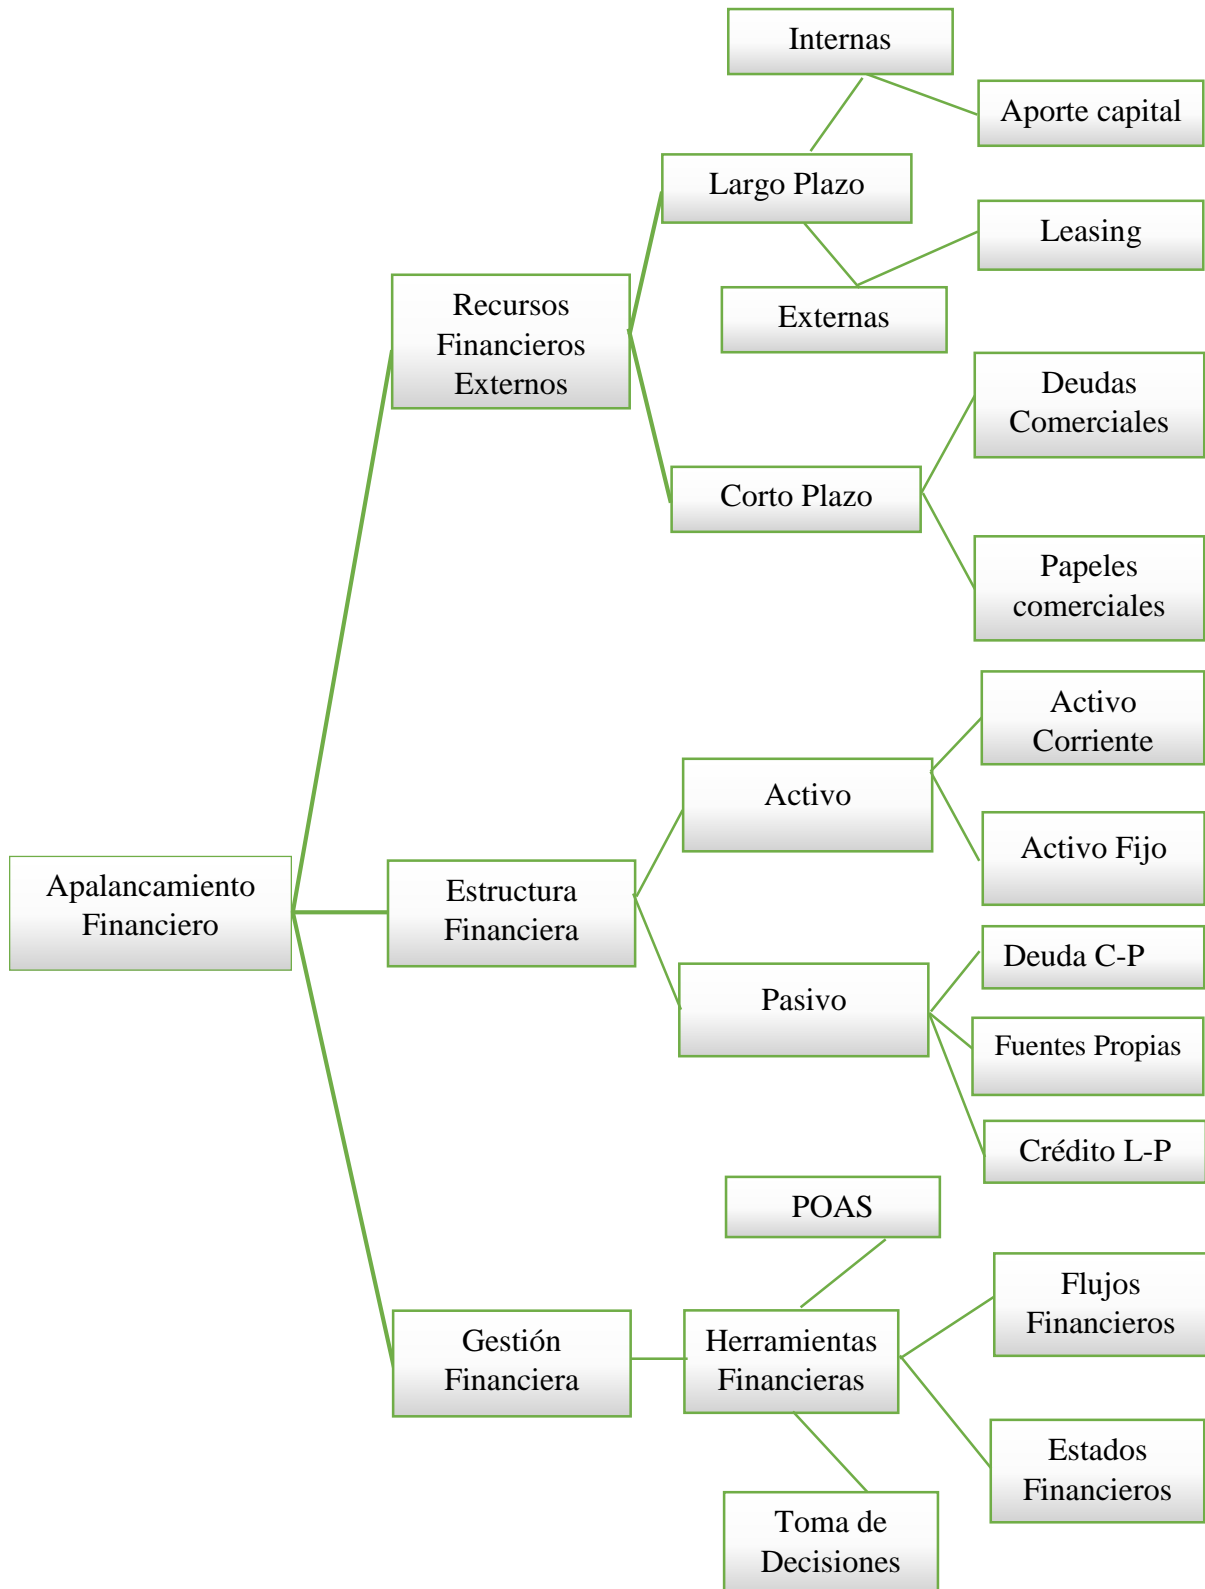 Internas
Aporte capital
Largo Plazo
Leasing
Recursos
Financieros
Externos
Externas
Deudas
Comerciales
Corto Plazo
Papeles
comerciales
Activo
Corriente
Activo
Activo Fijo
Apalancamiento
Financiero
Estructura
Financiera
Deuda C-P
Pasivo
Fuentes Propias
Crédito L-P
POAS
Flujos
Financieros
Gestión
Financiera
Herramientas
Financieras
Estados
Financieros
Toma de
Decisiones